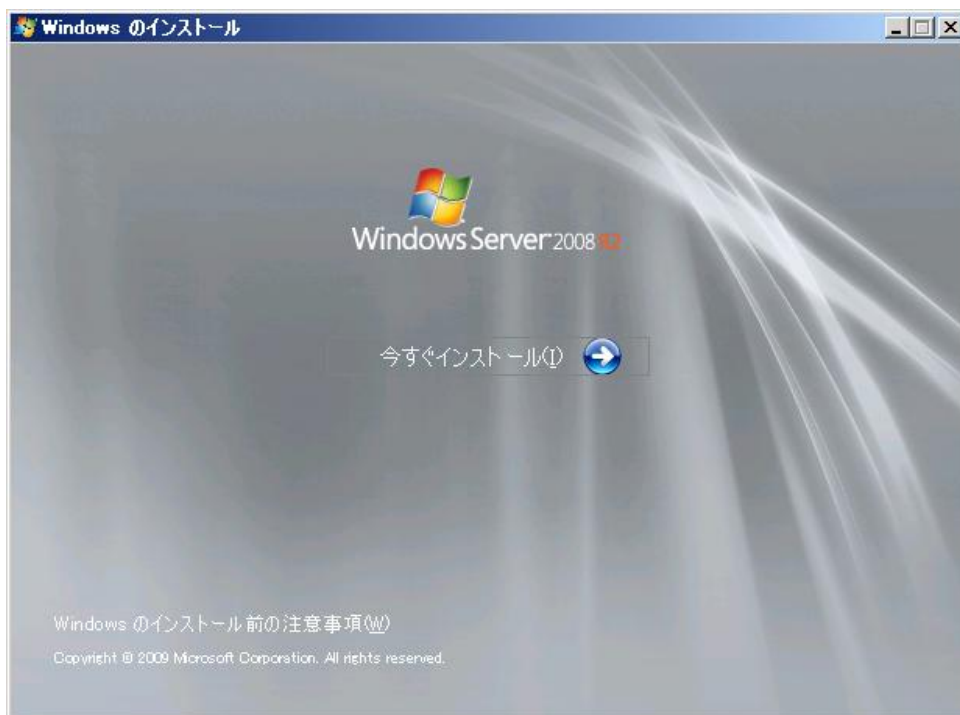 Windows のインストール
Windows Server 2008 R2
今すぐインストール(I)
Windows のインストール前の注意事項(W)
Copyright © 2009 Microsoft Corporation. All rights reserved.